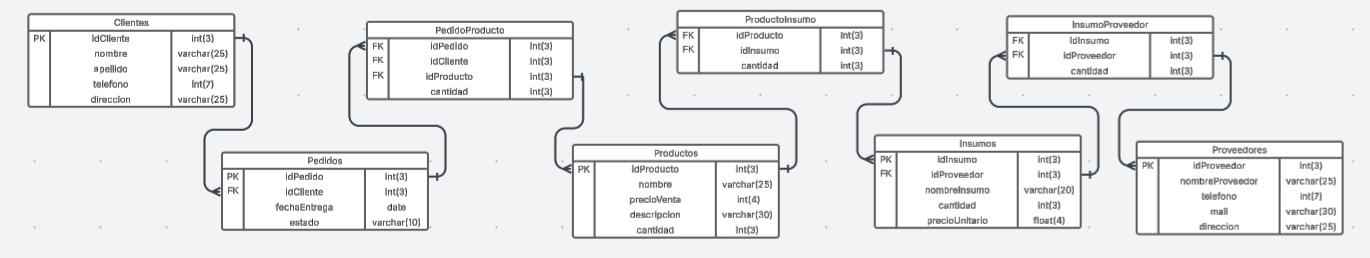 Clientes
PK idCliente int(3)
nombre varchar(25)
apellido varchar(25)
telefono int(7)
direccion varchar(25)
Pedidos
PK idPedido int(3)
FK idCliente int(3)
fechaEntrega date
estado varchar(10)
PedidoProducto
FK idPedido int(3)
FK idCliente int(3)
FK idProducto int(3)
cantidad int(3)
Productos
PK idProducto int(3)
nombre varchar(25)
precioVenta int(4)
descripcion varchar(30)
cantidad int(3)
ProductoInsumo
FK idProducto int(3)
FK idInsumo int(3)
cantidad int(3)
Insumos
PK idInsumo int(3)
FK idProveedor int(3)
nombreInsumo varchar(20)
cantidad int(3)
precioUnitario float(4)
InsumoProveedor
FK idInsumo int(3)
FK idProveedor int(3)
cantidad int(3)
Proveedores
PK idProveedor int(3)
nombreProveedor varchar(25)
telefono int(7)
mail varchar(30)
direccion varchar(25)